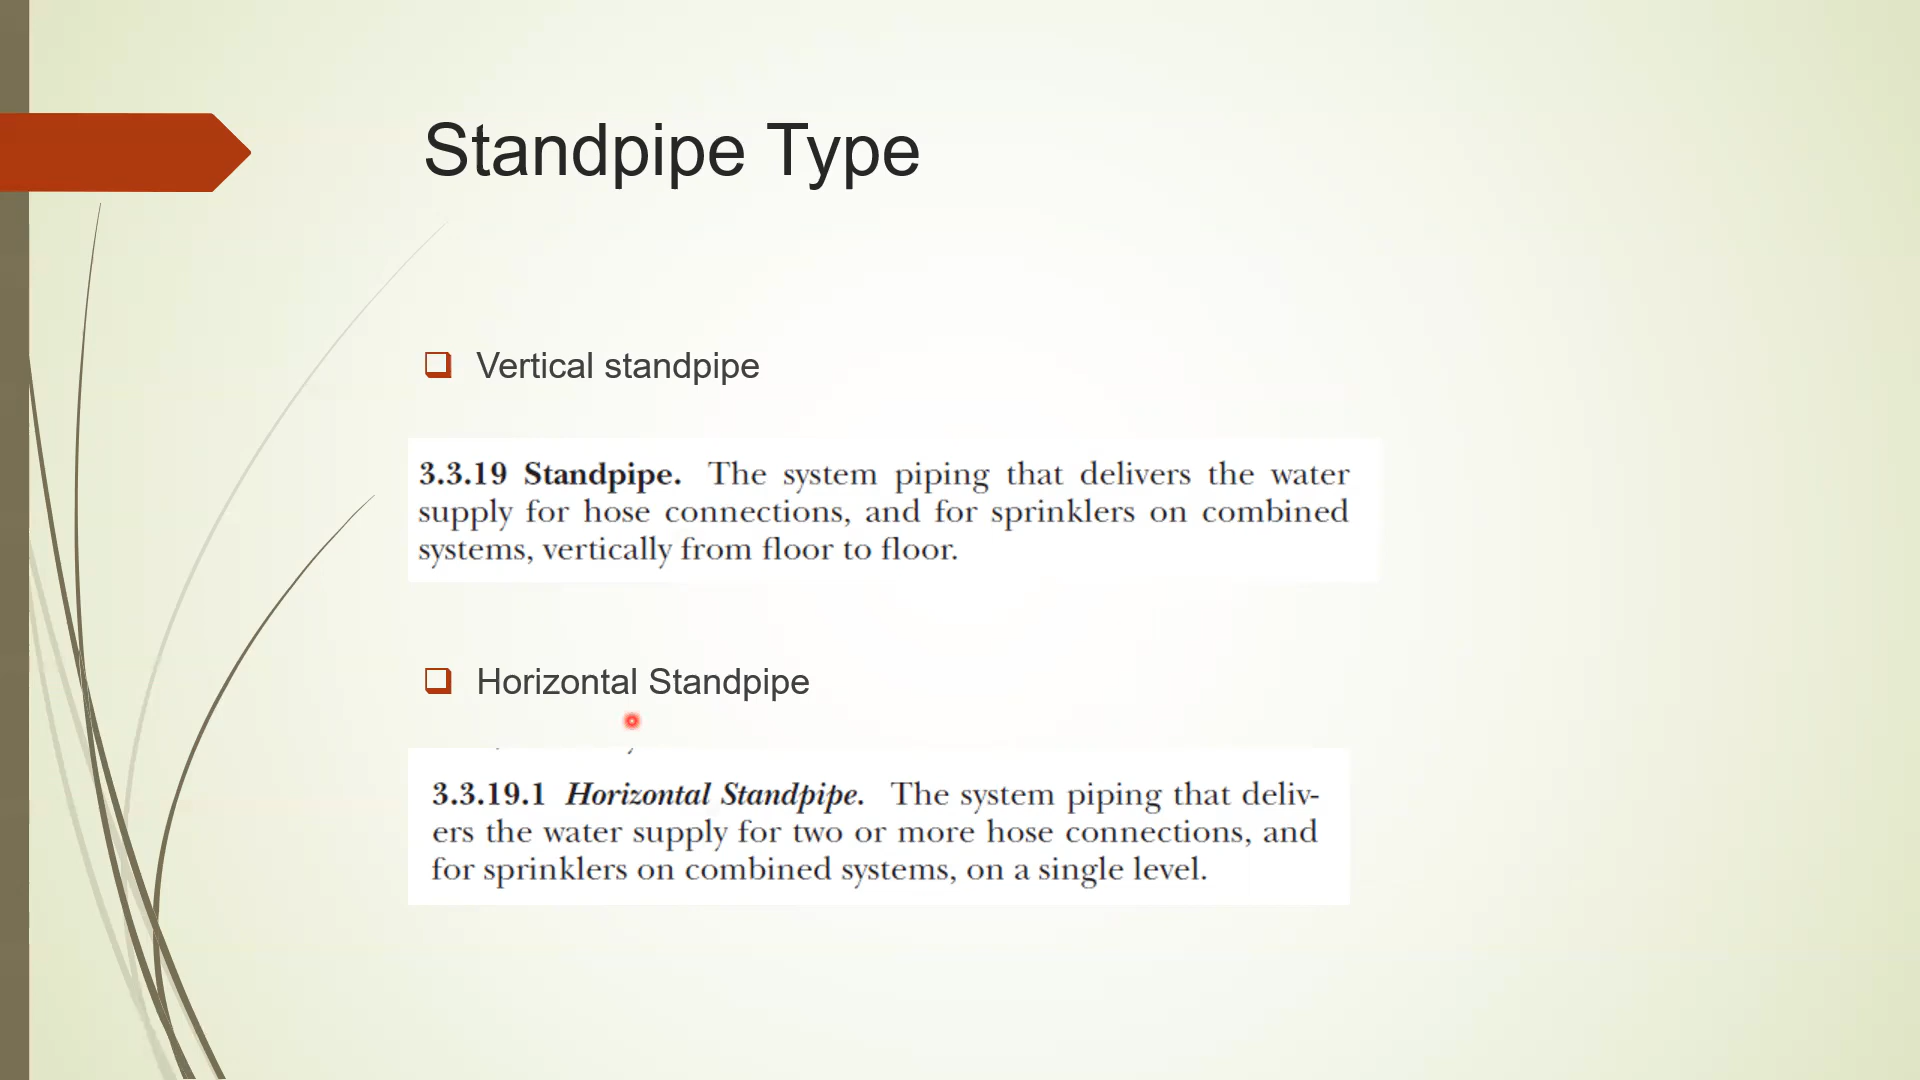 Standpipe Type
Vertical standpipe
3.3.19 Standpipe. The system piping that delivers the water
supply for hose connections, and for sprinklers on combined
systems, vertically from floor to floor.
Horizontal Standpipe
3.3.19.1 Horizontal Standpipe. The system piping that deliv-
ers the water supply for two or more hose connections, and
for sprinklers on combined systems, on a single level.